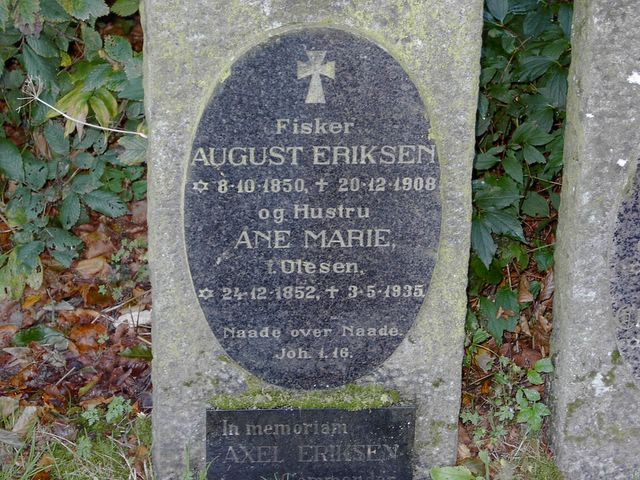 Fisker
AUGUST ERIKSEN
✡ 8-10-1850, ✝ 20-12-1908
og Hustru
ANE MARIE,
f. Olesen,
✡ 24-12-1852, ✝ 3-5-1935.
Naade over Naade.
Joh. 1. 16.
In memoriam
AXEL ERIKSEN